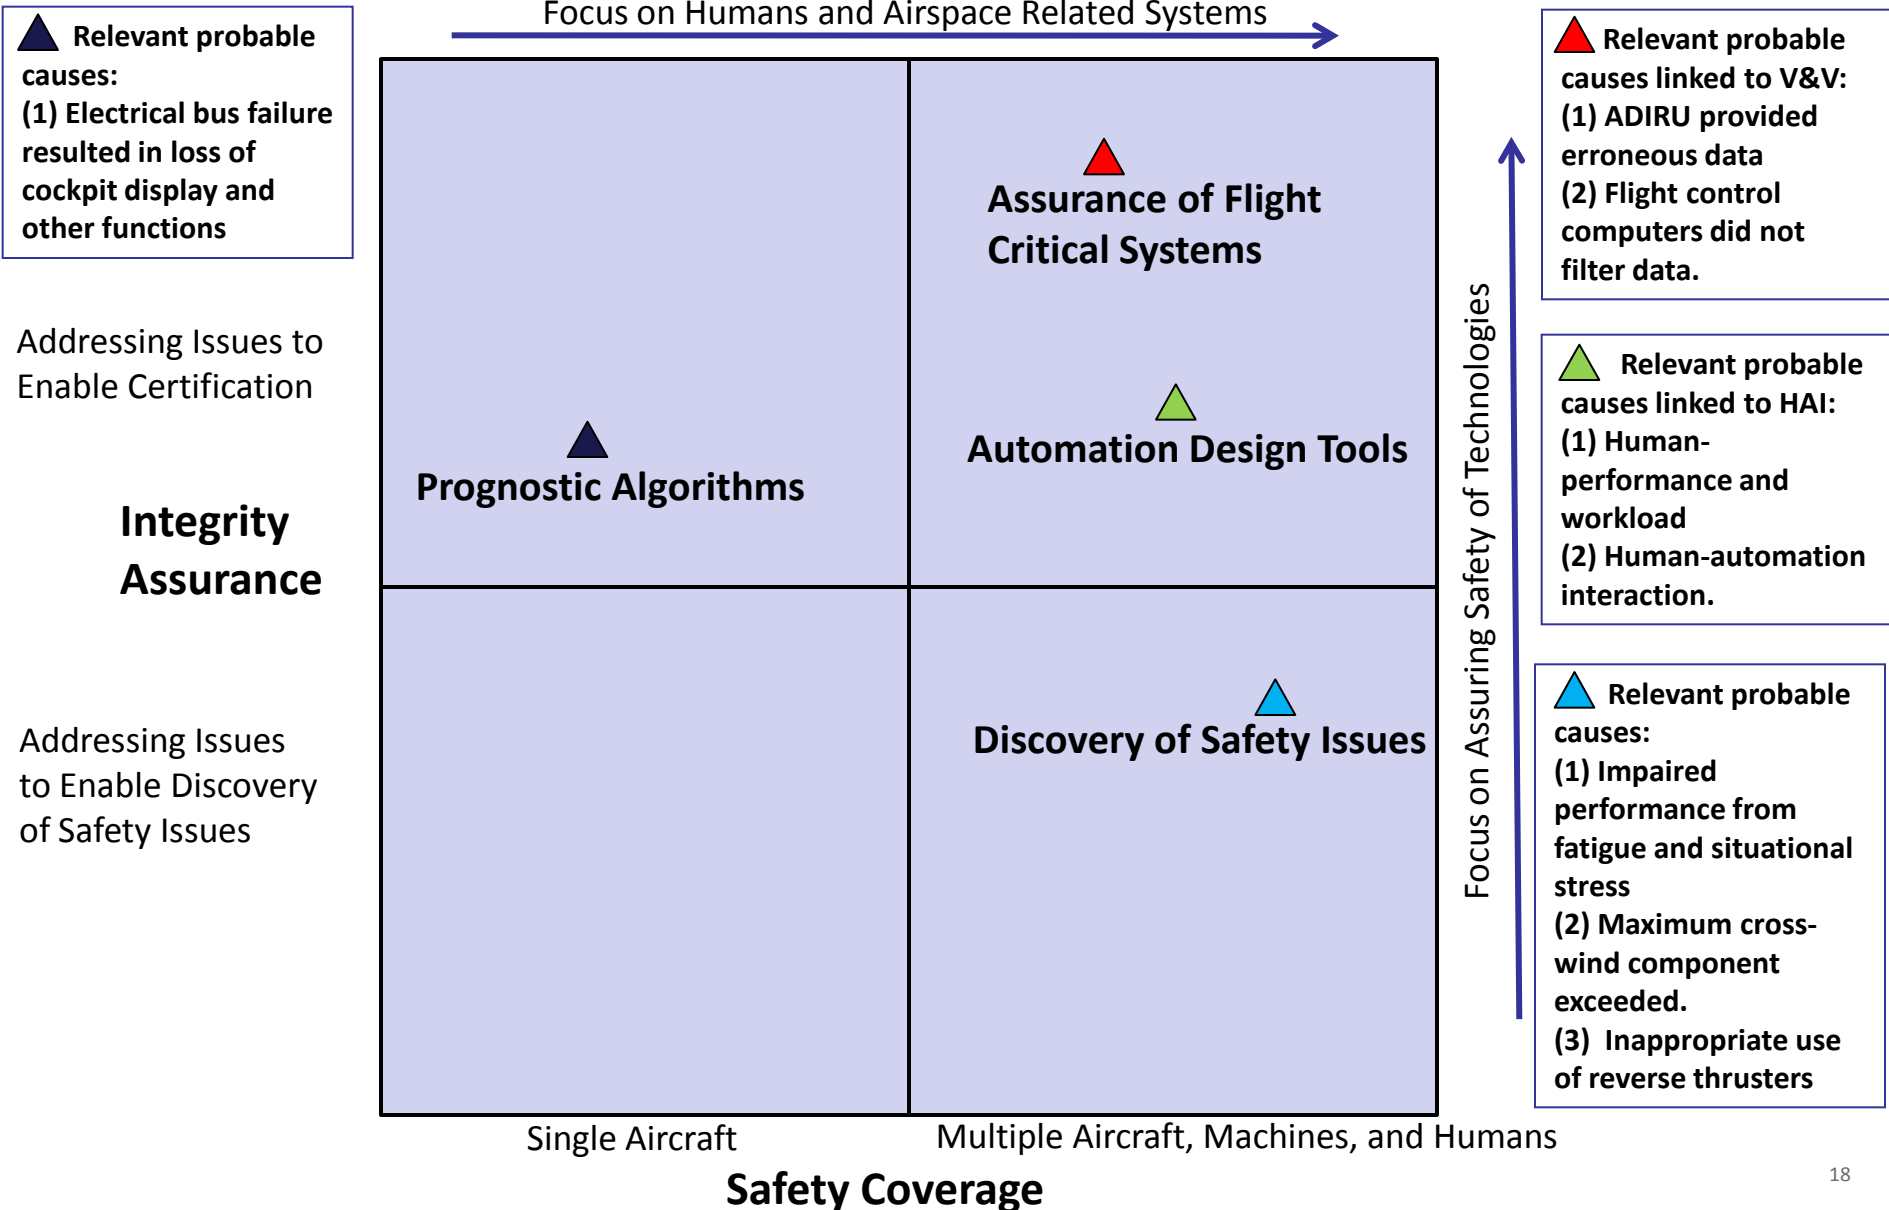 Focus on Humans and Airspace Related Systems
Relevant probable
causes:
(1) Electrical bus failure
resulted in loss of
cockpit display and
other functions
Addressing Issues to
Enable Certification
Integrity
Assurance
Addressing Issues
to Enable Discovery
of Safety Issues
Assurance of Flight
Critical Systems
Automation Design Tools
Prognostic Algorithms
Discovery of Safety Issues
Single Aircraft
Multiple Aircraft, Machines, and Humans
Safety Coverage
Focus on Assuring Safety of Technologies
Relevant probable
causes linked to V&V:
(1) ADIRU provided
erroneous data
(2) Flight control
computers did not
filter data.
Relevant probable
causes linked to HAI:
(1) Human-
performance and
workload
(2) Human-automation
interaction.
Relevant probable
causes:
(1) Impaired
performance from
fatigue and situational
stress
(2) Maximum cross-
wind component
exceeded.
(3) Inappropriate use
of reverse thrusters
18